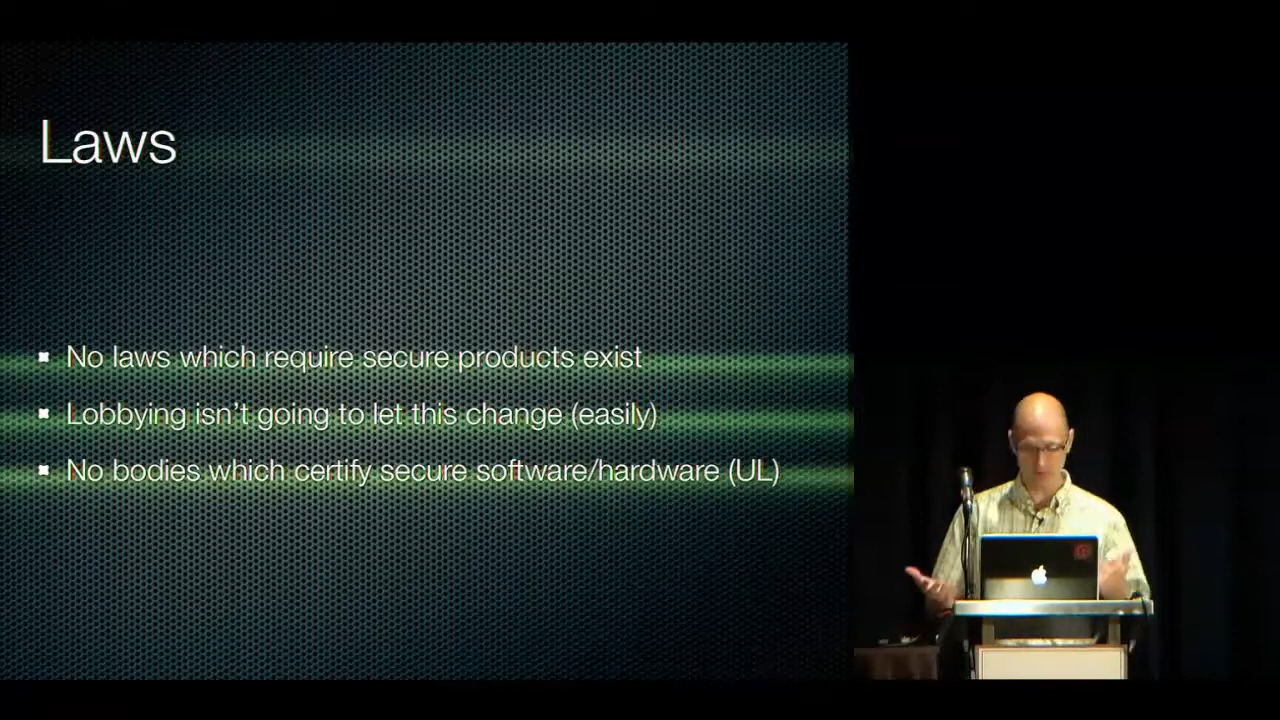 Laws
No laws which require secure products exist
Lobbying isn't going to let this change (easily)
No bodies which certify secure software/hardware (UL)